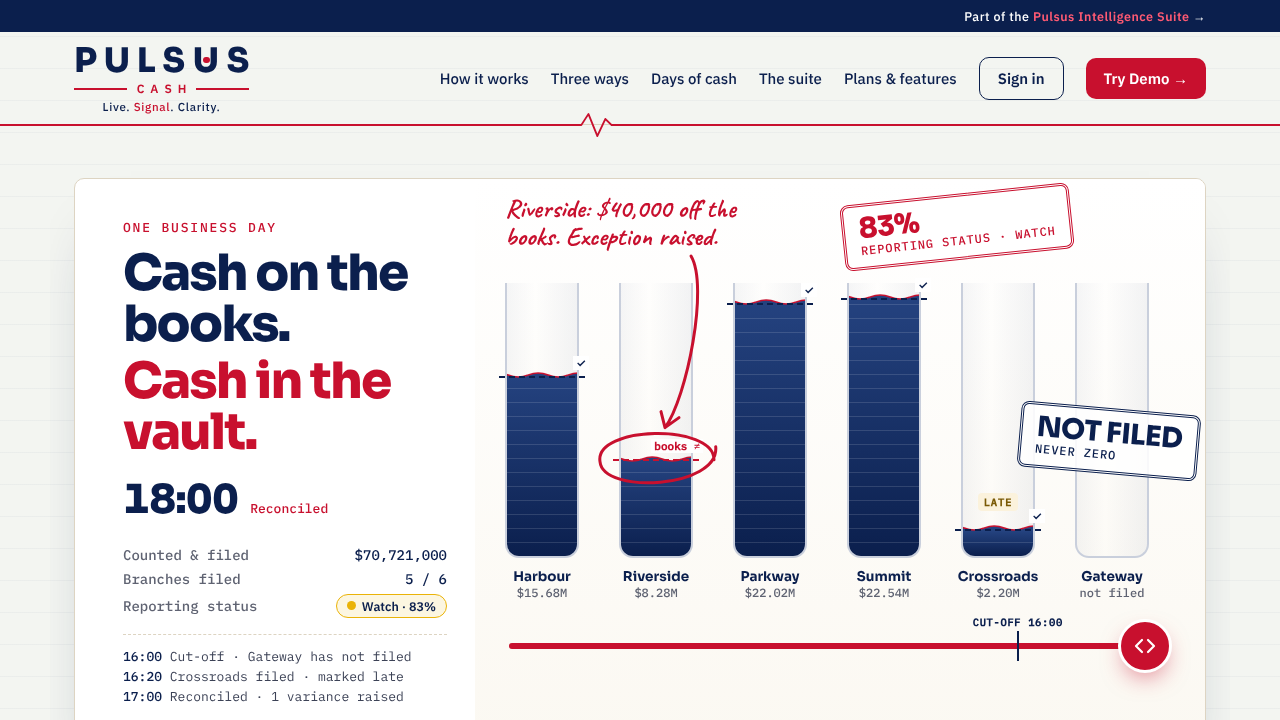 Part of the Pulsus Intelligence Suite →
PULSUS
CASH
Live. Signal. Clarity.
How it works
Three ways
Days of cash
The suite
Plans & features
Sign in
Try Demo →
ONE BUSINESS DAY
Cash on the
books.
Cash in the
vault.
18:00 Reconciled
Counted & filed $70,721,000
Branches filed 5 / 6
Reporting status Watch · 83%
16:00 Cut-off · Gateway has not filed
16:20 Crossroads filed · marked late
17:00 Reconciled · 1 variance raised
Riverside: $40,000 off the
books. Exception raised.
83%
REPORTING STATUS · WATCH
books ≠
NOT FILED
NEVER ZERO
LATE
Harbour
$15.68M
Riverside
$8.28M
Parkway
$22.02M
Summit
$22.54M
Crossroads
$2.20M
Gateway
not filed
CUT-OFF 16:00